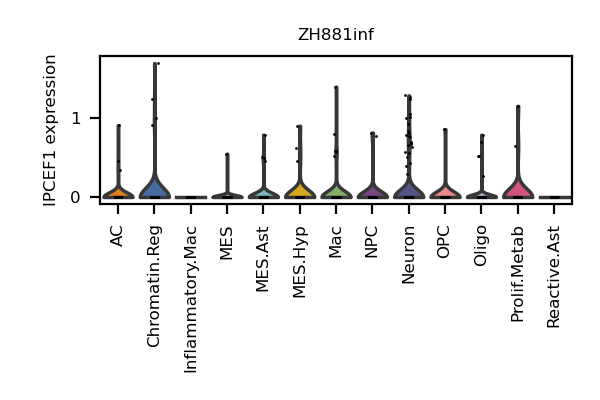 ZH881inf
IPCEF1 expression
1
0
AC
Chromatin.Reg
Inflammatory.Mac
MES
MES.Ast
MES.Hyp
Mac
NPC
Neuron
OPC
Oligo
Prolif.Metab
Reactive.Ast